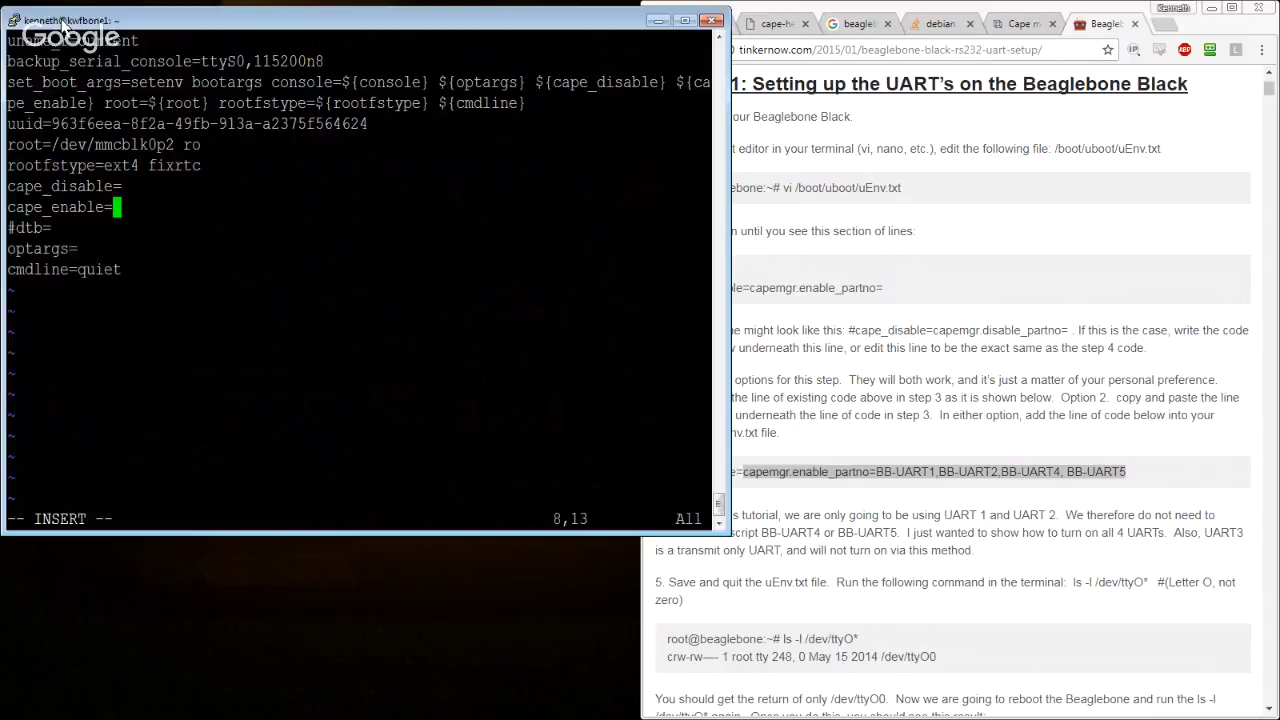 kenneth@kwfbone1: ~
Google
backup_serial_console=ttyS0,115200n8
set_boot_args=setenv bootargs console=${console} ${optargs} ${cape_disable} ${ca
pe_enable} root=${root} rootfstype=${rootfstype} ${cmdline}
uuid=963f6eea-8f2a-49fb-913a-a2375f564624
root=/dev/mmcblk0p2 ro
rootfstype=ext4 fixrtc
cape_disable=
cape_enable=
#dtb=
optargs=
cmdline=quiet
~
~
~
~
~
~
~
~
~
~
~
-- INSERT --
8,13
All
Kenneth
cape-he
beagleb
debian
Cape m
Beagleb
tinkernow.com/2015/01/beaglebone-black-rs232-uart-setup/
1: Setting up the UART’s on the Beaglebone Black
our Beaglebone Black.
t editor in your terminal (vi, nano, etc.), edit the following file: /boot/uboot/uEnv.txt
ebone:~# vi /boot/uboot/uEnv.txt
n until you see this section of lines:
le=capemgr.enable_partno=
ne might look like this: #cape_disable=capemgr.disable_partno= . If this is the case, write the code
w underneath this line, or edit this line to be the exact same as the step 4 code.
options for this step.  They will both work, and it’s just a matter of your personal preference.
the line of existing code above in step 3 as it is shown below.  Option 2.  copy and paste the line
underneath the line of code in step 3.  In either option, add the line of code below into your
nv.txt file.
e=capemgr.enable_partno=BB-UART1,BB-UART2,BB-UART4, BB-UART5
s tutorial, we are only going to be using UART 1 and UART 2.  We therefore do not need to
script BB-UART4 or BB-UART5.  I just wanted to show how to turn on all 4 UARTs.  Also, UART3
is a transmit only UART, and will not turn on via this method.
5. Save and quit the uEnv.txt file.  Run the following command in the terminal:  ls -l /dev/ttyO*   #(Letter O, not
zero)
root@beaglebone:~# ls -l /dev/ttyO*
crw-rw—- 1 root tty 248, 0 May 15 2014 /dev/ttyO0
You should get the return of only /dev/ttyO0.  Now we are going to reboot the Beaglebone and run the ls -l